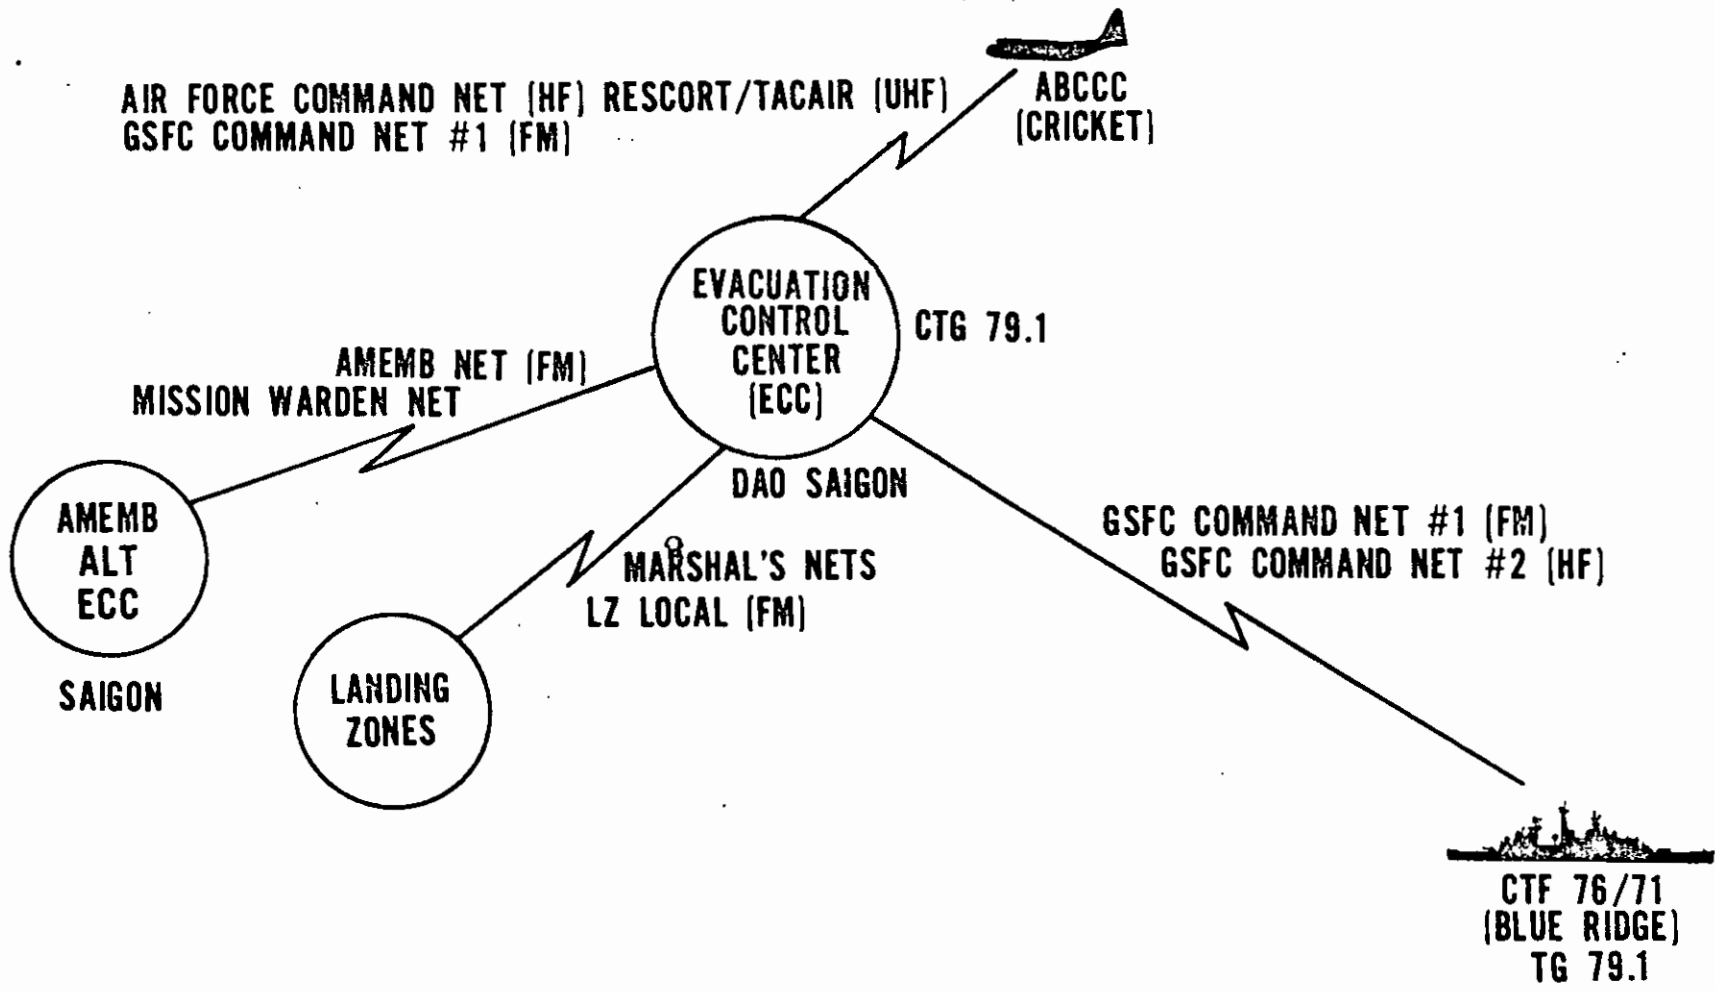 AIR FORCE COMMAND NET (HF) RESCORT/TACAIR (UHF)
GSFC COMMAND NET #1 (FM)
ABCCC
(CRICKET)
EVACUATION
CONTROL
CENTER
(ECC)
CTG 79.1
DAO SAIGON
AMEMB NET (FM)
MISSION WARDEN NET
AMEMB
ALT
ECC
SAIGON
MARSHAL'S NETS
LZ LOCAL (FM)
LANDING
ZONES
GSFC COMMAND NET #1 (FM)
GSFC COMMAND NET #2 (HF)
CTF 76/71
(BLUE RIDGE)
TG 79.1